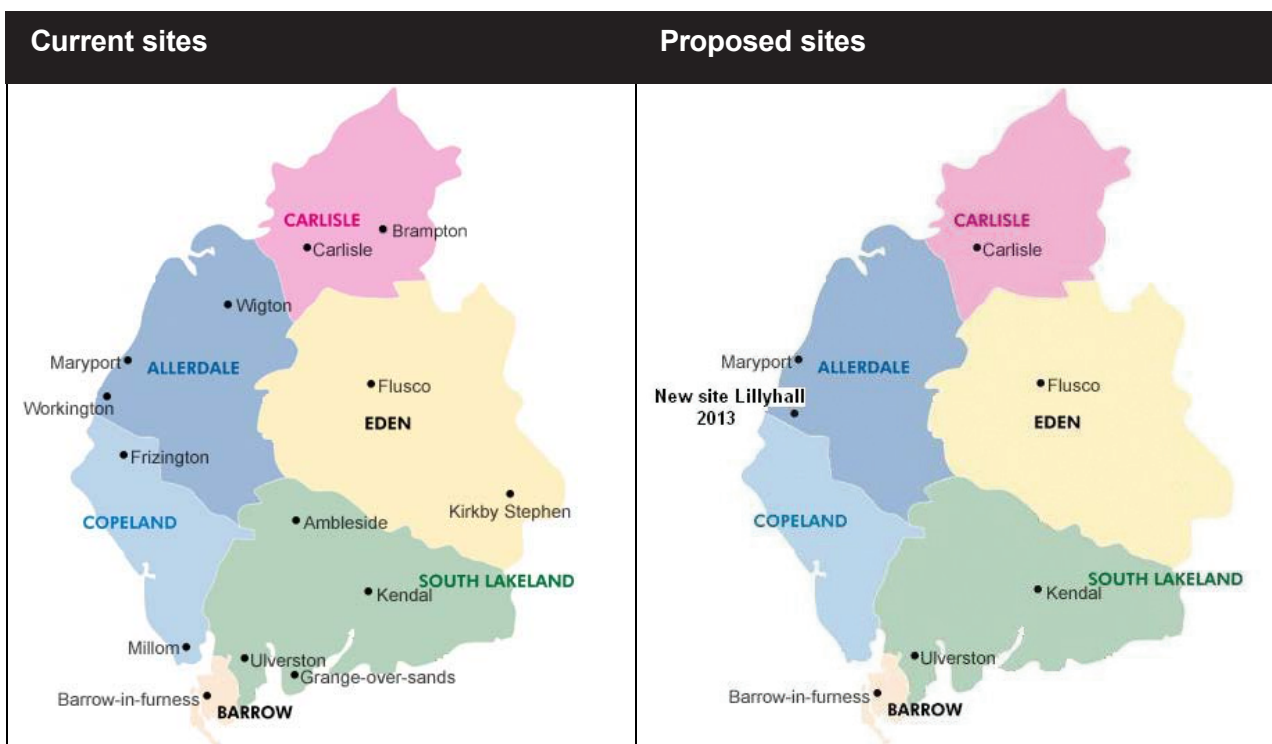 Current sites
CARLISLE
Brampton
Carlisle
Wigton
Maryport
ALLERDALE
Flusco
Workington
EDEN
Frizington
Kirkby Stephen
COPELAND
Ambleside
SOUTH LAKELAND
Kendal
Millom
Ulverston
Grange-over-sands
Barrow-in-furness
BARROW
Proposed sites
CARLISLE
Carlisle
Maryport
ALLERDALE
Flusco
New site Lillyhall
2013
EDEN
COPELAND
SOUTH LAKELAND
Kendal
Ulverston
Barrow-in-furness
BARROW